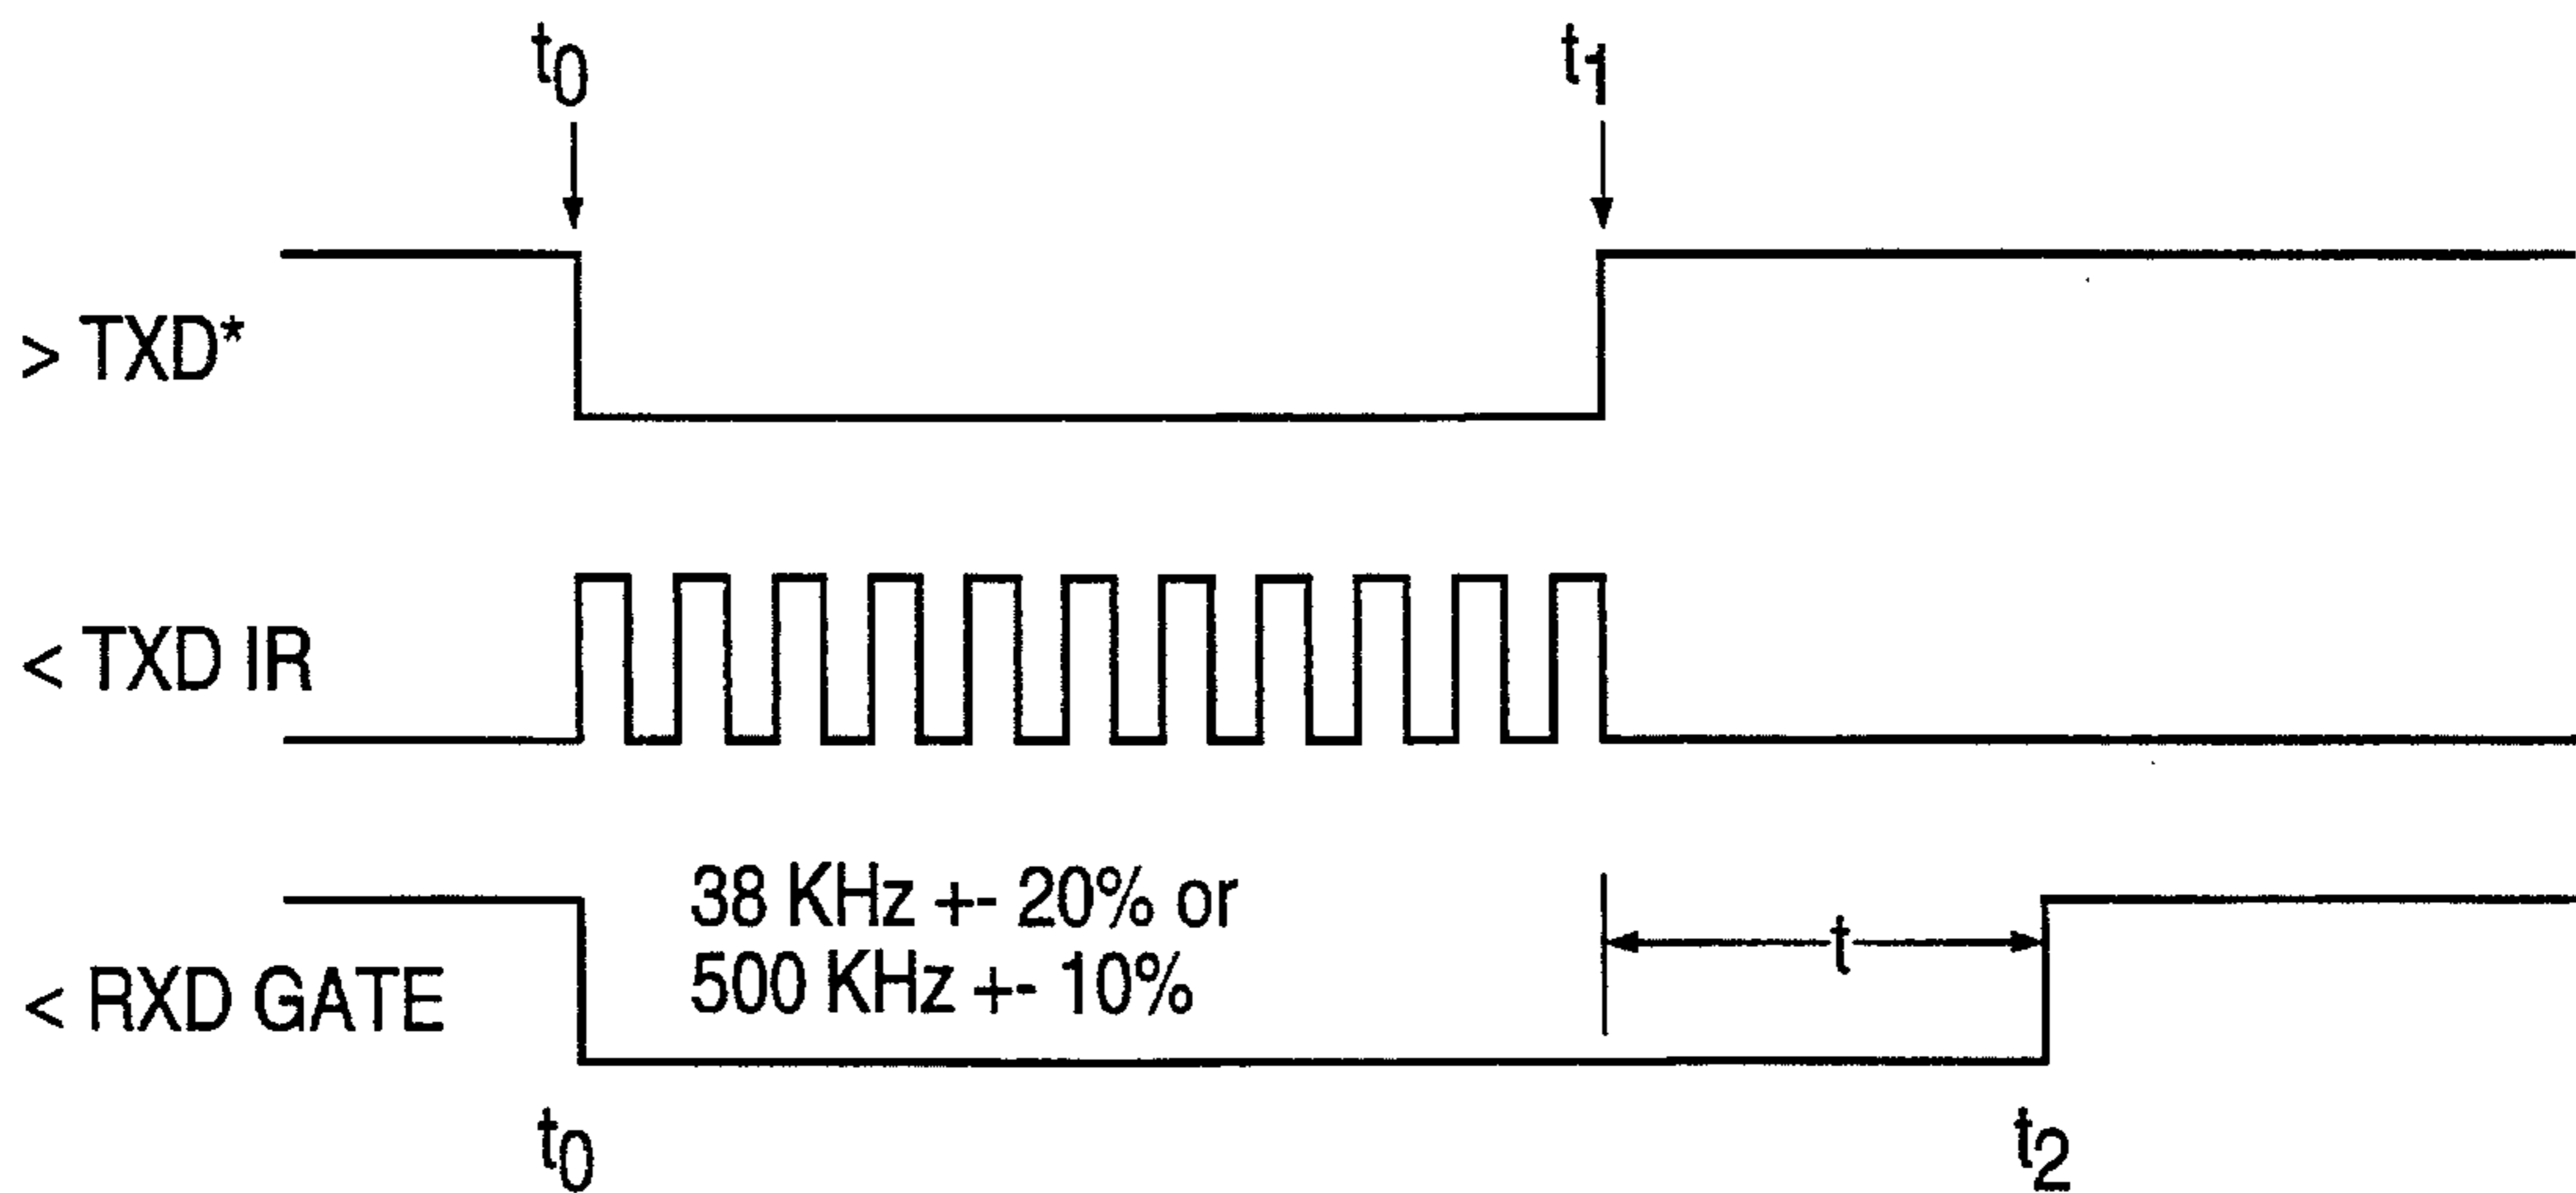 t0 t1
> TXD*
< TXD IR
38 KHz +- 20% or
500 KHz +- 10%
t
< RXD GATE
t0 t2